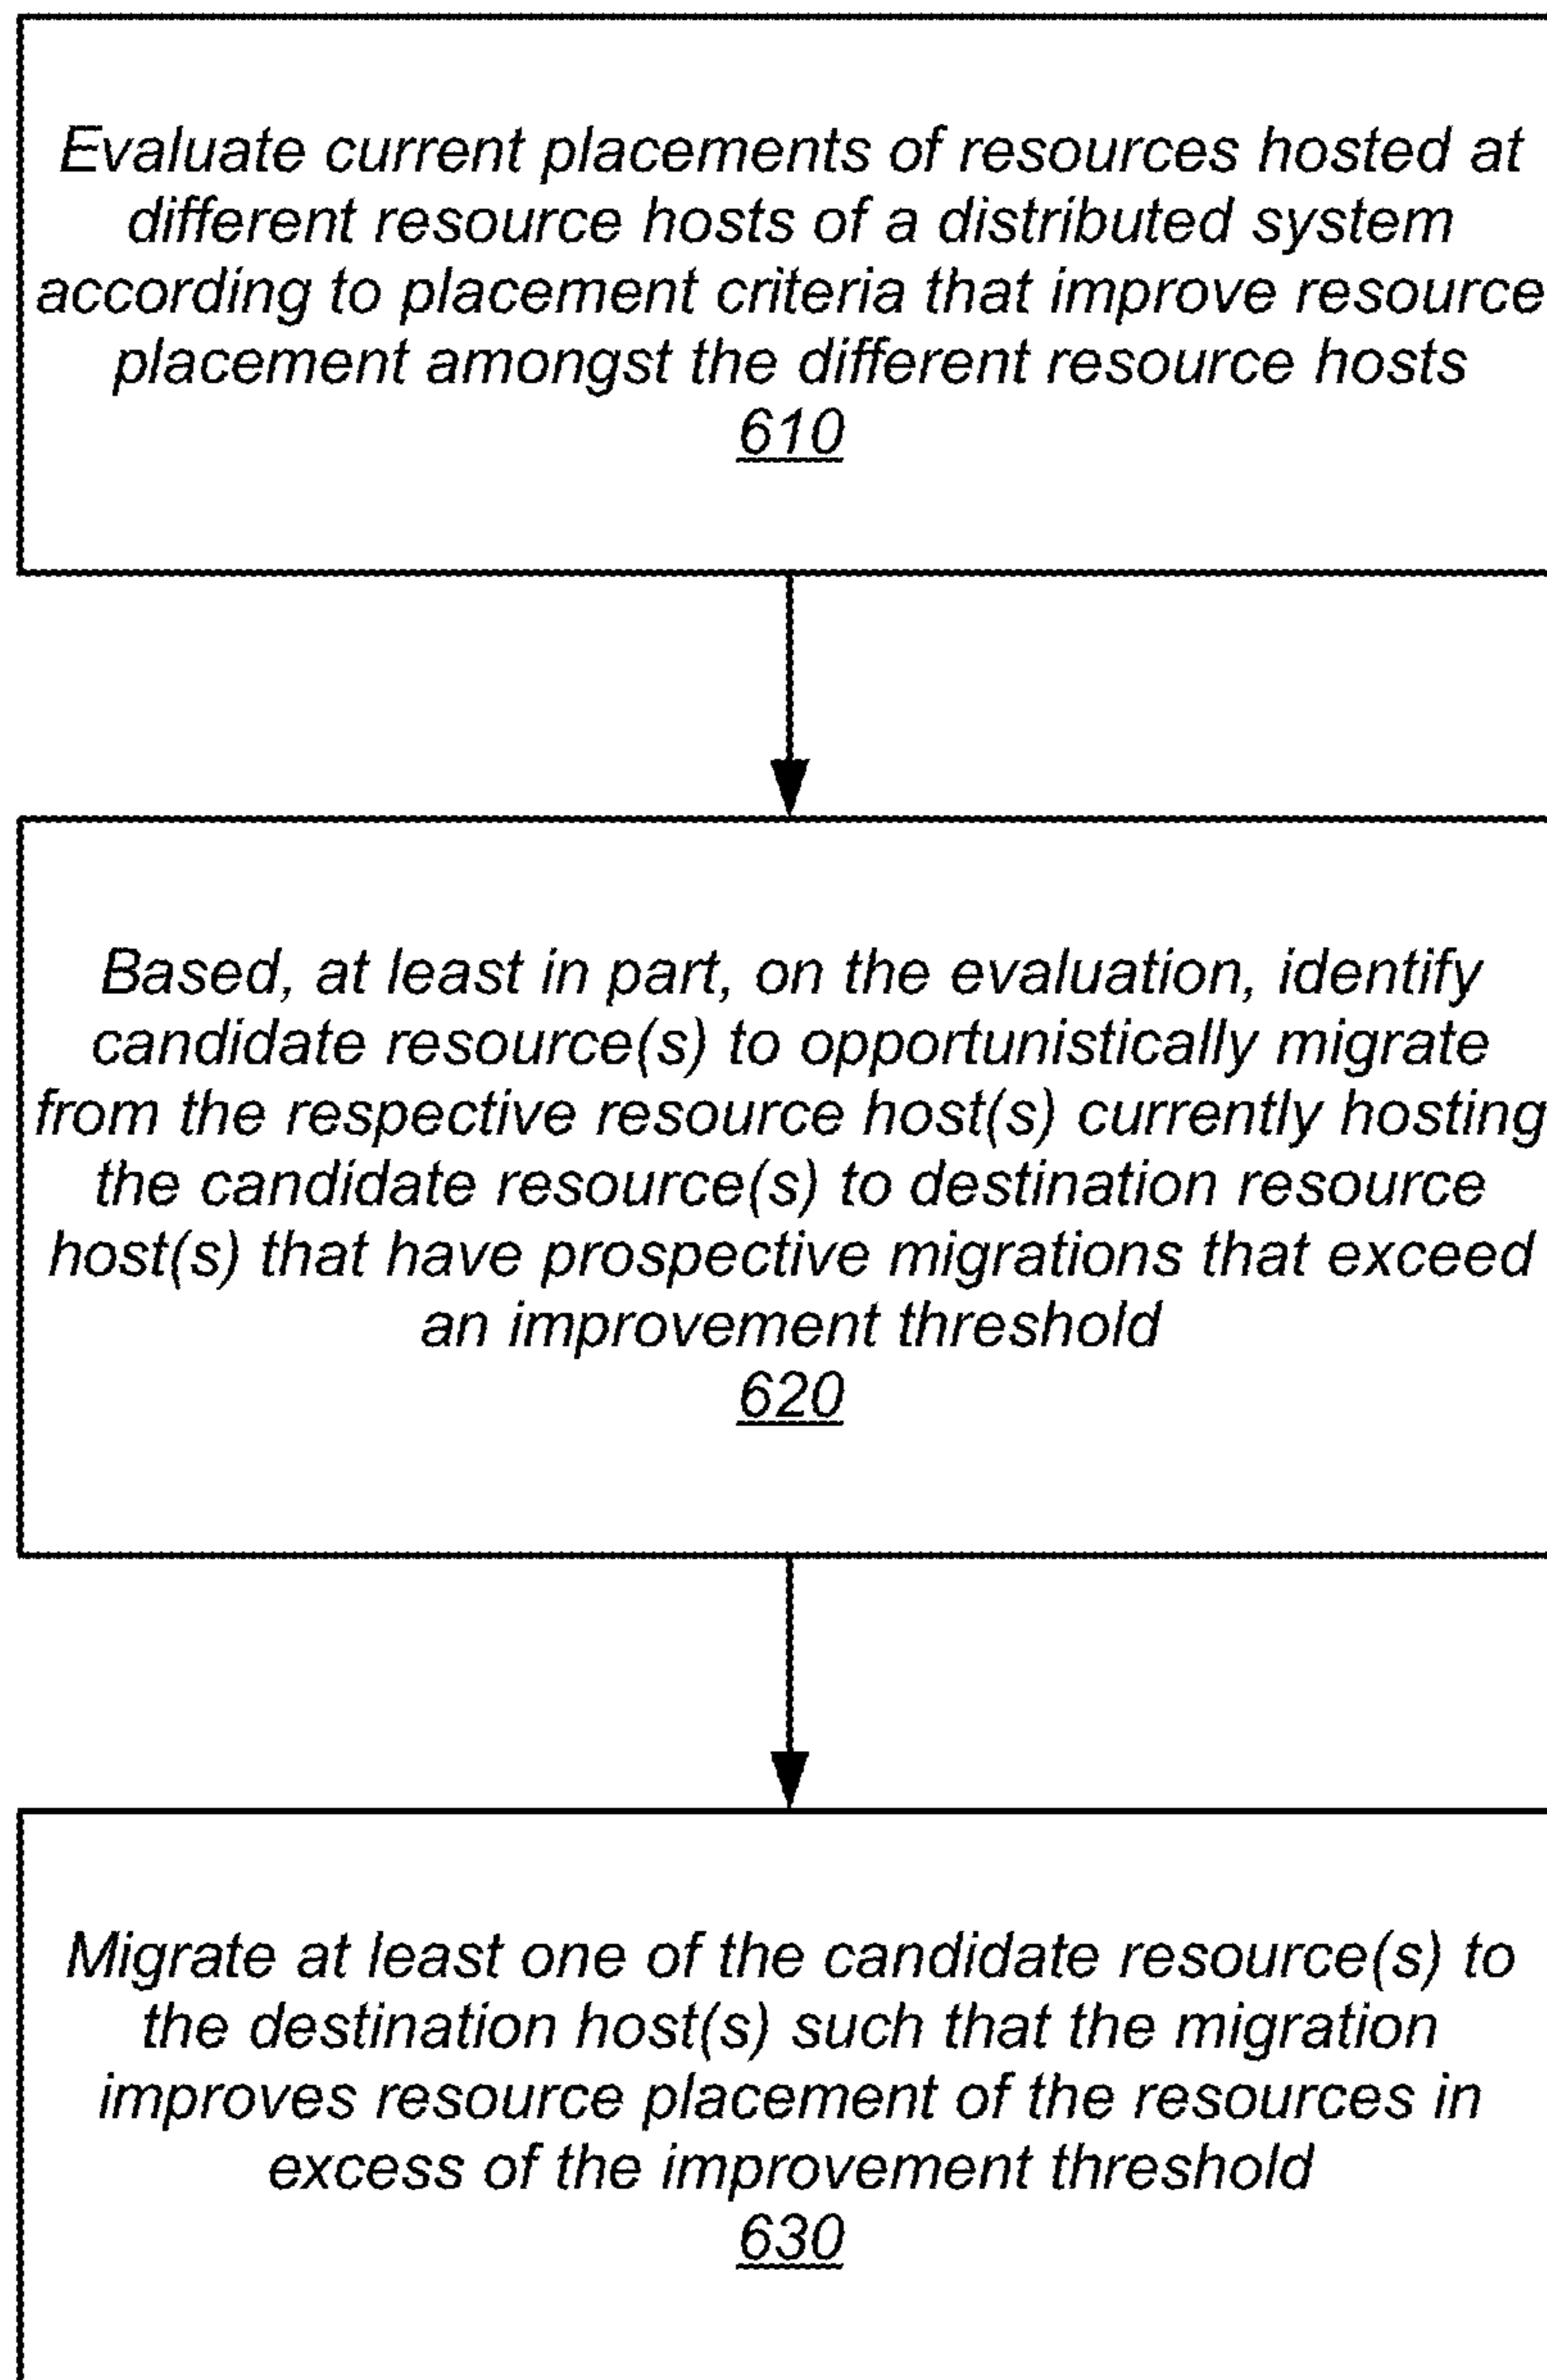 Evaluate current placements of resources hosted at
different resource hosts of a distributed system
according to placement criteria that improve resource
placement amongst the different resource hosts
610
Based, at least in part, on the evaluation, identify
candidate resource(s) to opportunistically migrate
from the respective resource host(s) currently hosting
the candidate resource(s) to destination resource
host(s) that have prospective migrations that exceed
an improvement threshold
620
Migrate at least one of the candidate resource(s) to
the destination host(s) such that the migration
improves resource placement of the resources in
excess of the improvement threshold
630